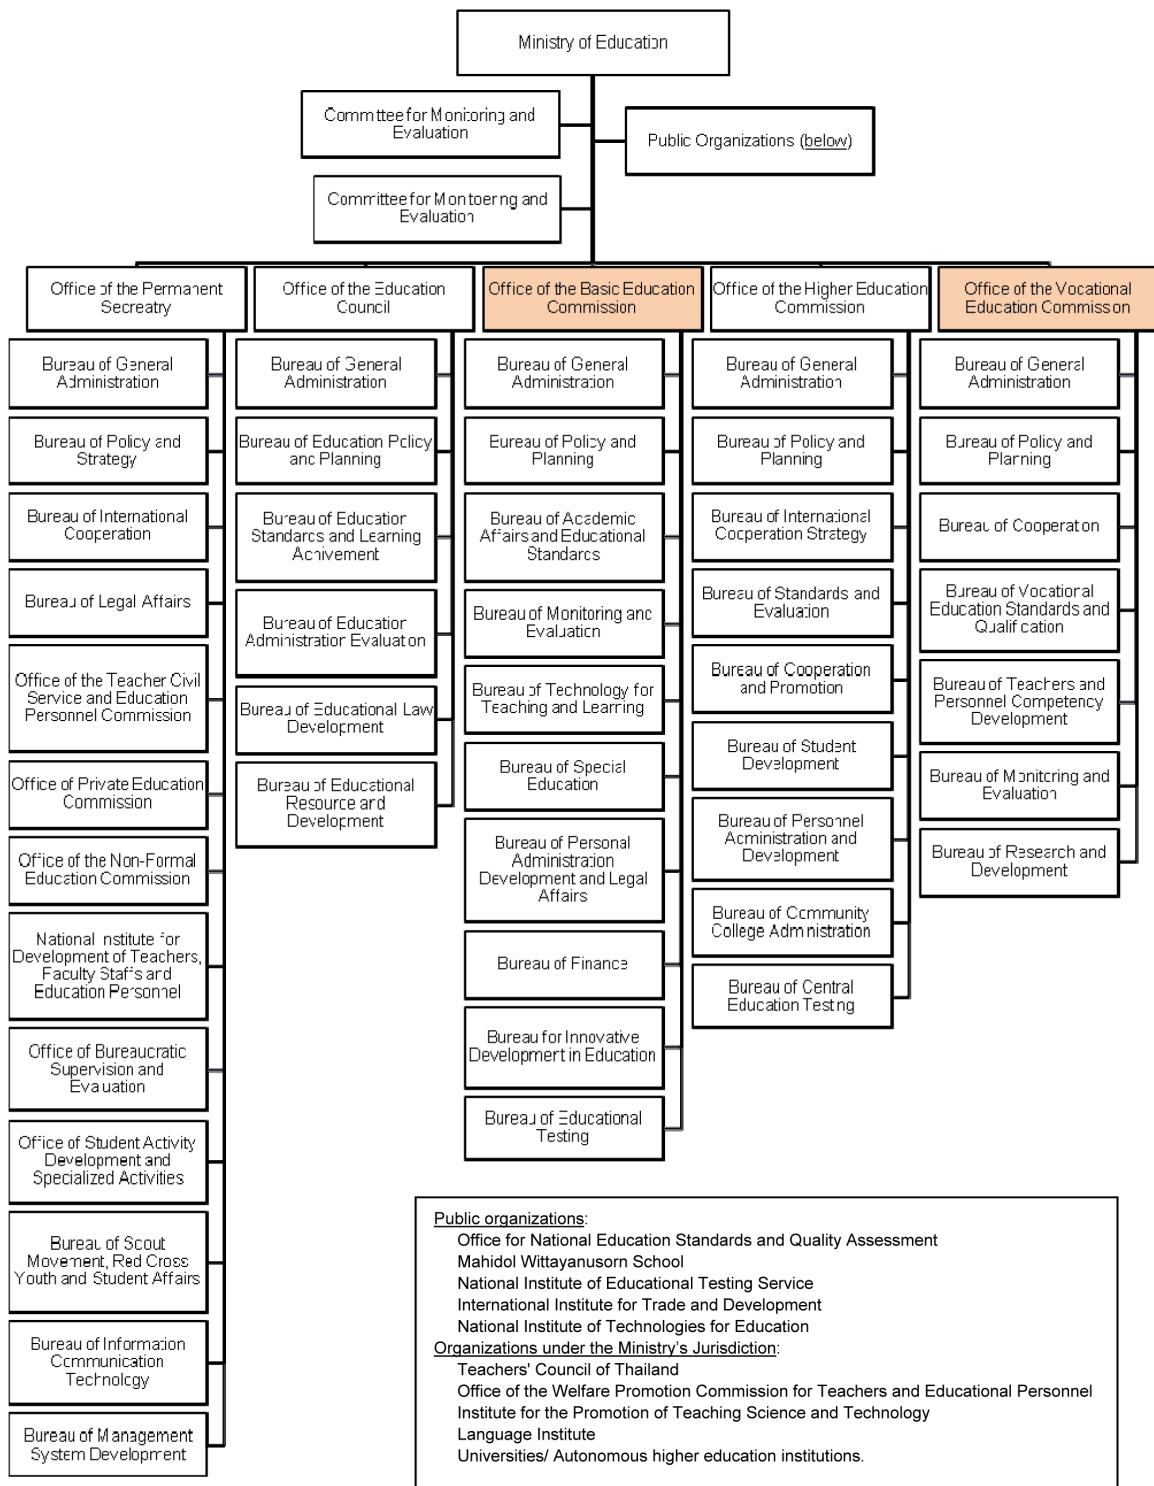 Ministry of Education
Committee for Monitoring and
Evaluation
Public Organizations (below)
Committee for Montoering and
Evaluation
Office of the Permanent
Secreatry
Office of the Education
Council
Office of the Basic Education
Commission
Office of the Higher Education
Commission
Office of the Vocational
Education Commission
Bureau of General
Administration
Bureau of Policy and
Strategy
Bureau of International
Cooperation
Bureau of Legal Affairs
Office of the Teacher Civil
Service and Education
Personnel Commission
Office of Private Education
Commission
Office of the Non-Formal
Education Commission
National Institute for
Development of Teachers,
Faculty Staffs and
Education Personnel
Office of Bureaucratic
Supervision and
Evaluation
Office of Student Activity
Development and
Specialized Activities
Bureau of Scout
Movement, Red Cross
Youth and Student Affairs
Bureau of Information
Communication
Technology
Bureau of Management
System Development
Bureau of General
Administration
Bureau of Education Policy
and Planning
Bureau of Education
Standards and Learning
Achivement
Bureau of Education
Administration Evaluation
Bureau of Educational Law
Development
Bureau of Educational
Resource and
Development
Bureau of General
Administration
Bureau of Policy and
Planning
Bureau of Academic
Affairs and Educational
Standards
Bureau of Monitoring and
Evaluation
Bureau of Technology for
Teaching and Learning
Bureau of Special
Education
Bureau of Personal
Administration
Development and Legal
Affairs
Bureau of Finance
Bureau for Innovative
Development in Education
Bureau of Educational
Testing
Bureau of General
Administration
Bureau of Policy and
Planning
Bureau of International
Cooperation Strategy
Bureau of Standards and
Evaluation
Bureau of Cooperation
and Promotion
Bureau of Student
Development
Bureau of Personnel
Administration and
Development
Bureau of Community
College Administration
Bureau of Central
Education Testing
Bureau of General
Administration
Bureau of Policy and
Planning
Bureau of Cooperation
Bureau of Vocational
Education Standards and
Qualification
Bureau of Teachers and
Personnel Competency
Development
Bureau of Monitoring and
Evaluation
Bureau of Research and
Development
Public organizations:
Office for National Education Standards and Quality Assessment
Mahidol Wittayanusorn School
National Institute of Educational Testing Service
International Institute for Trade and Development
National Institute of Technologies for Education
Organizations under the Ministry's Jurisdiction:
Teachers' Council of Thailand
Office of the Welfare Promotion Commission for Teachers and Educational Personnel
Institute for the Promotion of Teaching Science and Technology
Language Institute
Universities/ Autonomous higher education institutions.